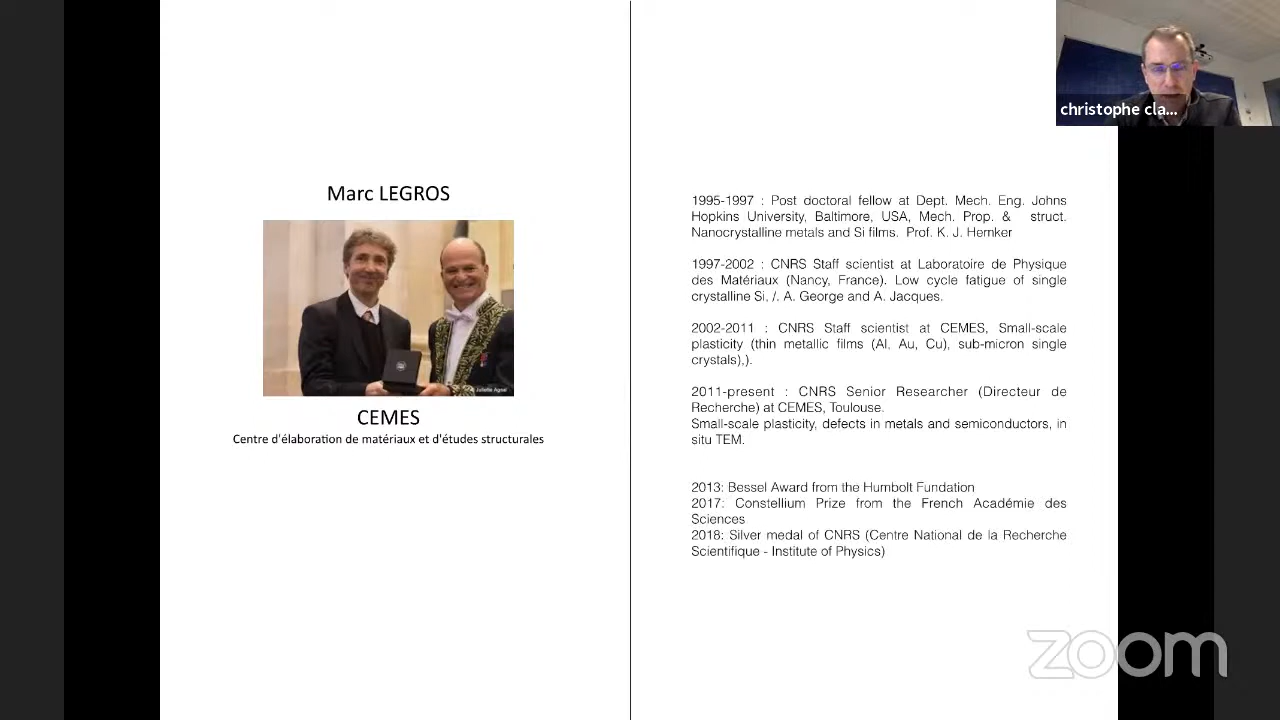 Marc LEGROS
© Juliette Agnel
CEMES
Centre d'élaboration de matériaux et d'études structurales
1995-1997 : Post doctoral fellow at Dept. Mech. Eng. Johns
Hopkins University, Baltimore, USA, Mech. Prop. & struct.
Nanocrystalline metals and Si films. Prof. K. J. Hemker
1997-2002 : CNRS Staff scientist at Laboratoire de Physique
des Matériaux (Nancy, France). Low cycle fatigue of single
crystalline Si, /. A. George and A. Jacques.
2002-2011 : CNRS Staff scientist at CEMES, Small-scale
plasticity (thin metallic films (Al, Au, Cu), sub-micron single
crystals),).
2011-present : CNRS Senior Researcher (Directeur de
Recherche) at CEMES, Toulouse.
Small-scale plasticity, defects in metals and semiconductors, in
situ TEM.
2013: Bessel Award from the Humbolt Fundation
2017: Constellium Prize from the French Académie des
Sciences
2018: Silver medal of CNRS (Centre National de la Recherche
Scientifique - Institute of Physics)
christophe cla...
zoom